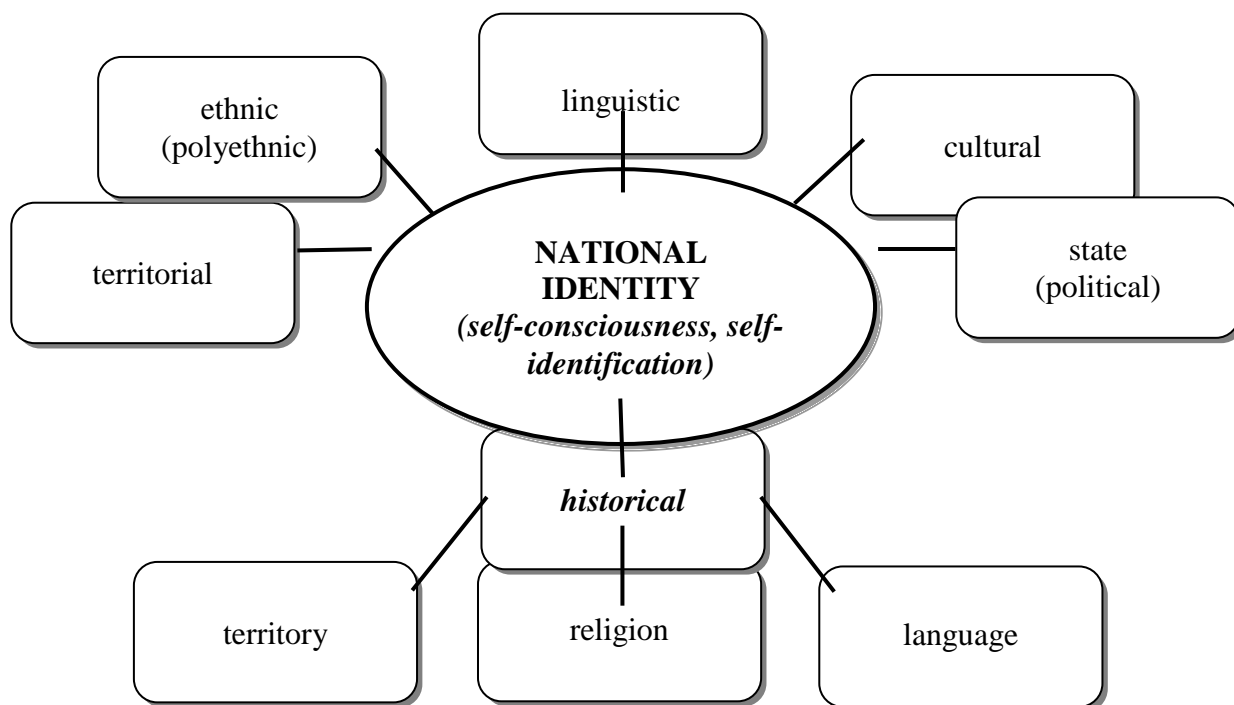 linguistic
ethnic
(polyethnic)
cultural
territorial
NATIONAL
IDENTITY
(self-consciousness, self-
identification)
state
(political)
historical
territory
religion
language